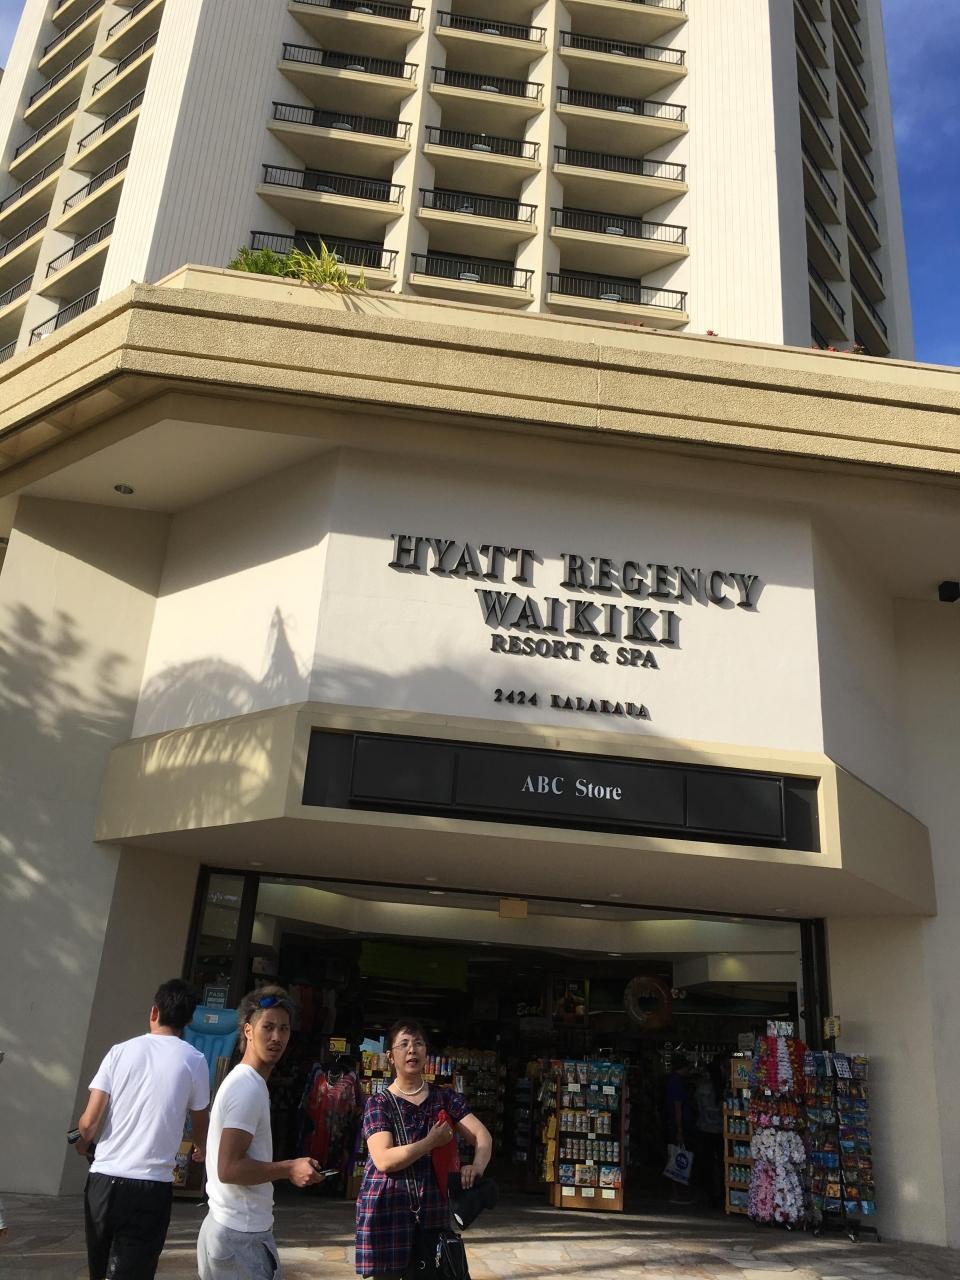 HYATT REGENCY
WAIKIKI
RESORT & SPA
2424 KALAKAUA
ABC Store